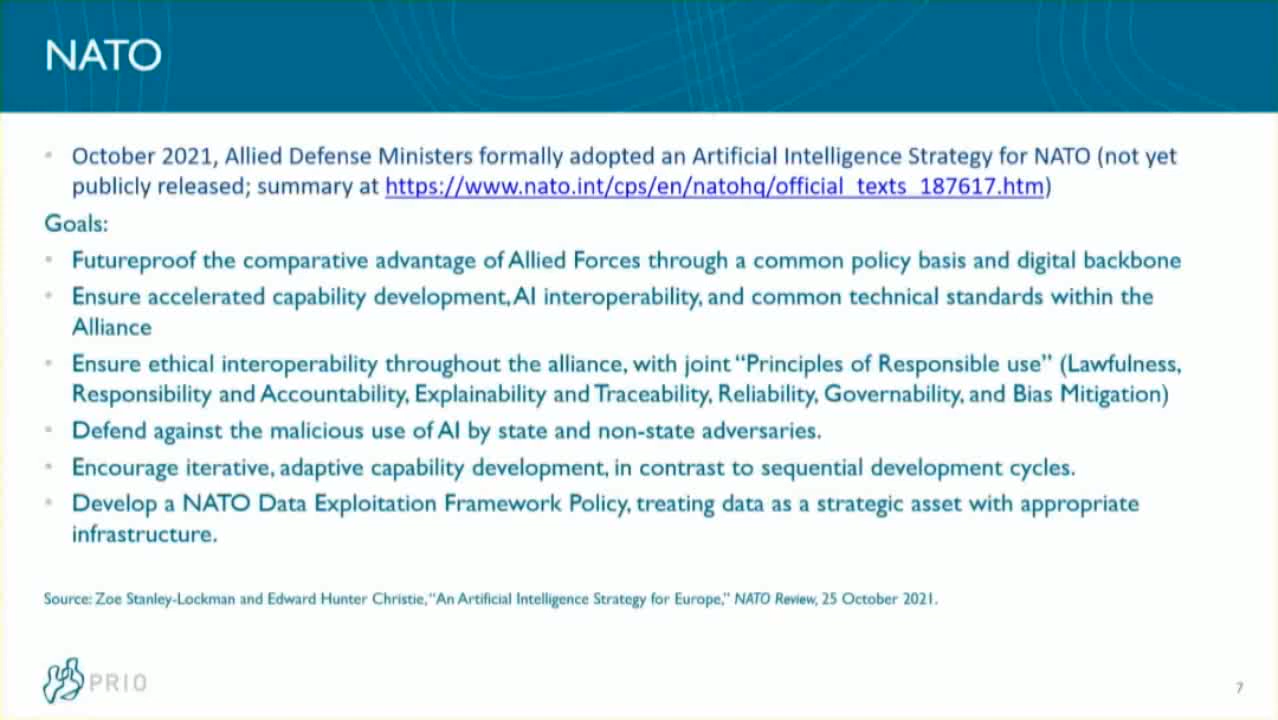 NATO
• October 2021, Allied Defense Ministers formally adopted an Artificial Intelligence Strategy for NATO (not yet
publicly released; summary at https://www.nato.int/cps/en/natohq/official_texts_187617.htm)
Goals:
• Futureproof the comparative advantage of Allied Forces through a common policy basis and digital backbone
• Ensure accelerated capability development, AI interoperability, and common technical standards within the
Alliance
• Ensure ethical interoperability throughout the alliance, with joint “Principles of Responsible use” (Lawfulness,
Responsibility and Accountability, Explainability and Traceability, Reliability, Governability, and Bias Mitigation)
• Defend against the malicious use of AI by state and non-state adversaries.
• Encourage iterative, adaptive capability development, in contrast to sequential development cycles.
• Develop a NATO Data Exploitation Framework Policy, treating data as a strategic asset with appropriate
infrastructure.
Source: Zoe Stanley-Lockman and Edward Hunter Christie, “An Artificial Intelligence Strategy for Europe,” NATO Review, 25 October 2021.
PRIO
7